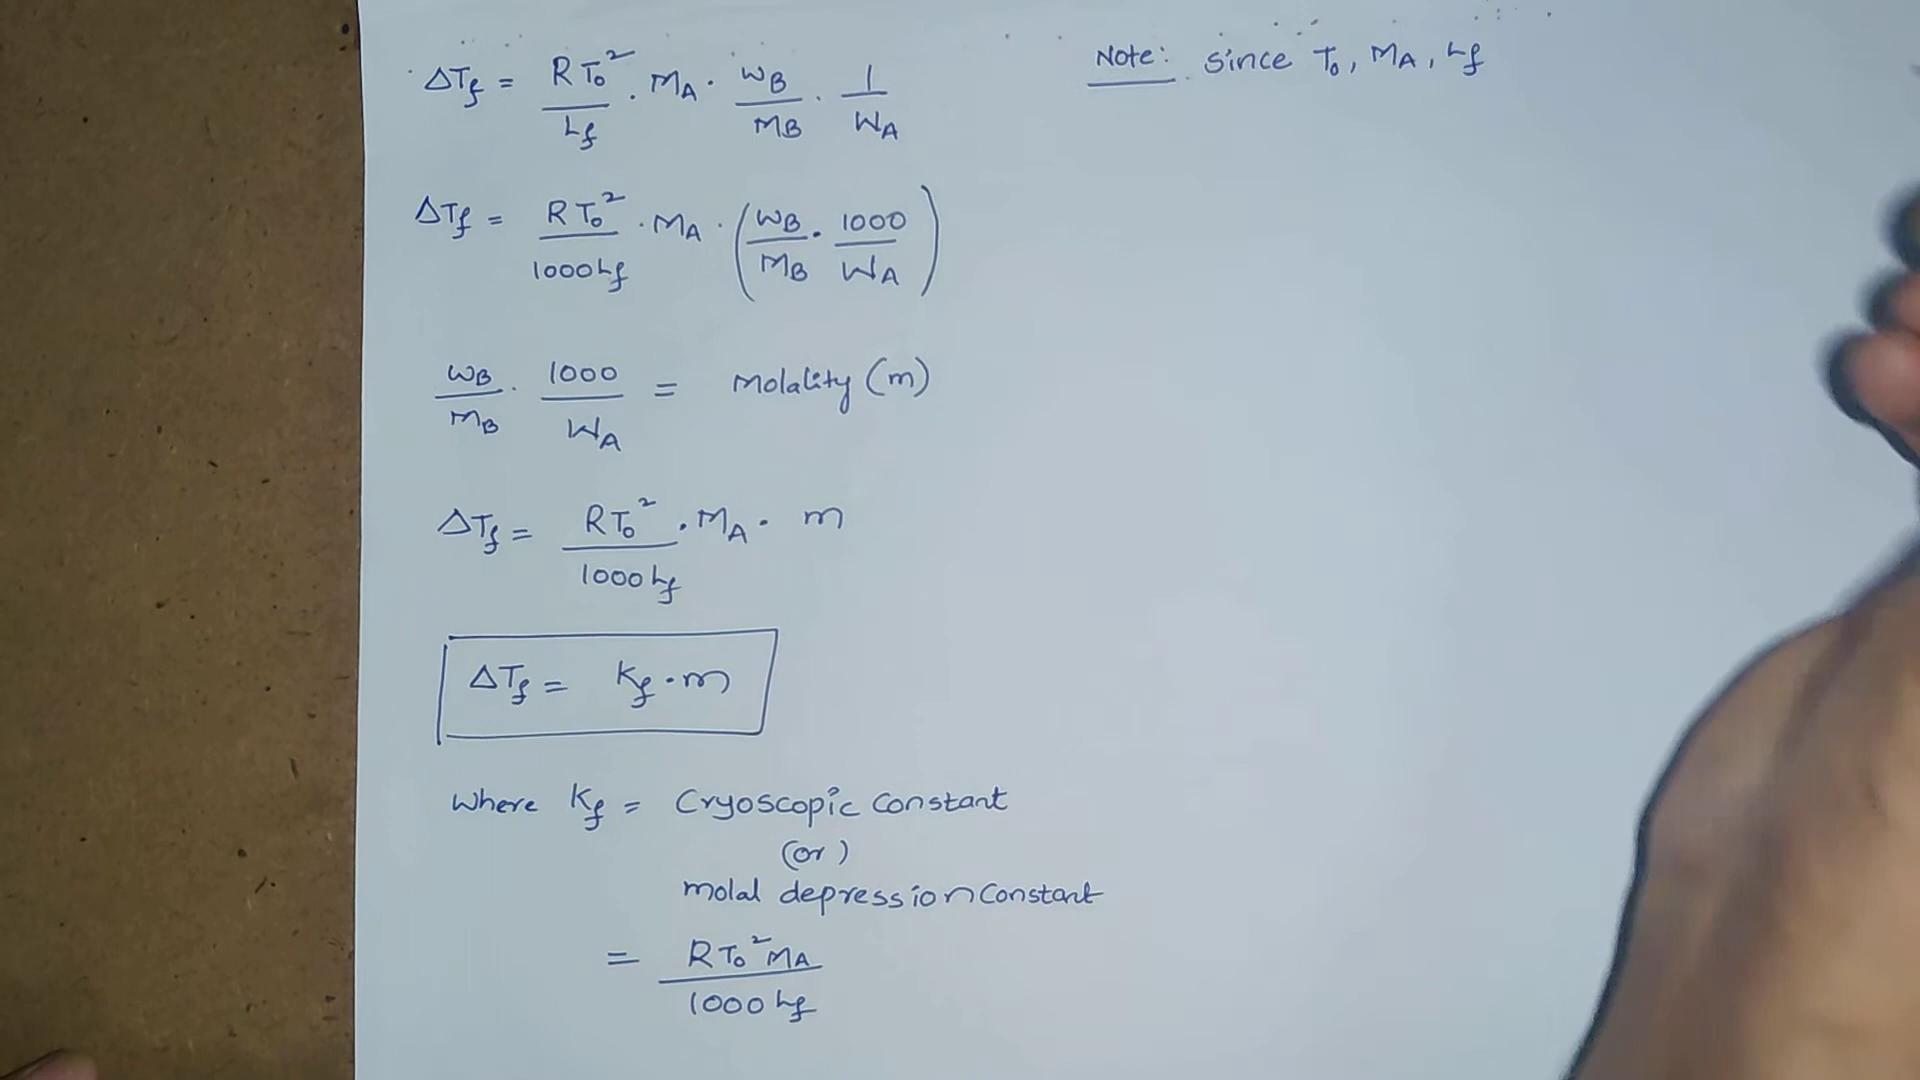 ΔTf = RT₀² / Lf . MA . WB / MB . 1 / WA
ΔTf = RT₀² / 1000Lf . MA . (WB / MB . 1000 / WA)
WB / MB . 1000 / WA = Molality (m)
ΔTf = RT₀² / 1000Lf . MA . m
ΔTf = Kf . m
Where Kf = Cryoscopic Constant
(or)
molal depression Constant
= RT₀² MA / 1000Lf
Note: Since T₀, MA, Lf